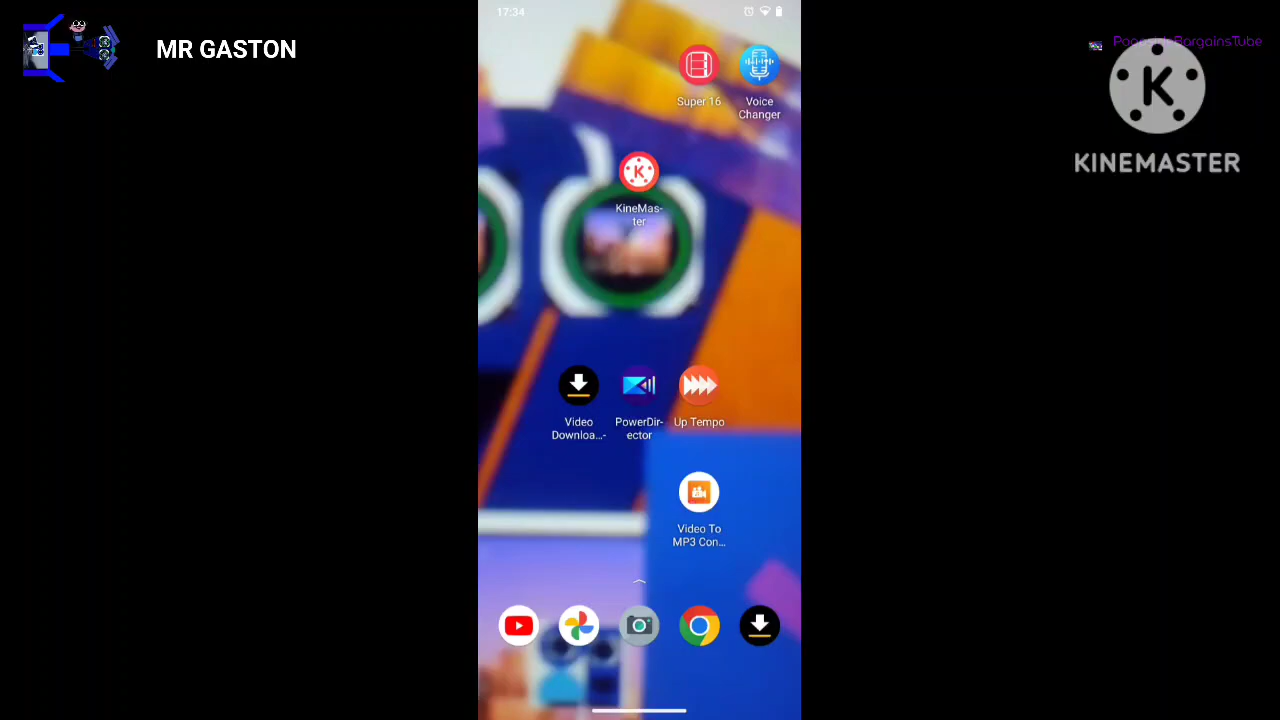 17:34
MR GASTON
BargainsTube
K
KINEMASTER
Super 16
Voice
Changer
K
KineMas-
ter
Video
Downloa...-
PowerDir-
ector
Up Tempo
Video To
MP3 Con...